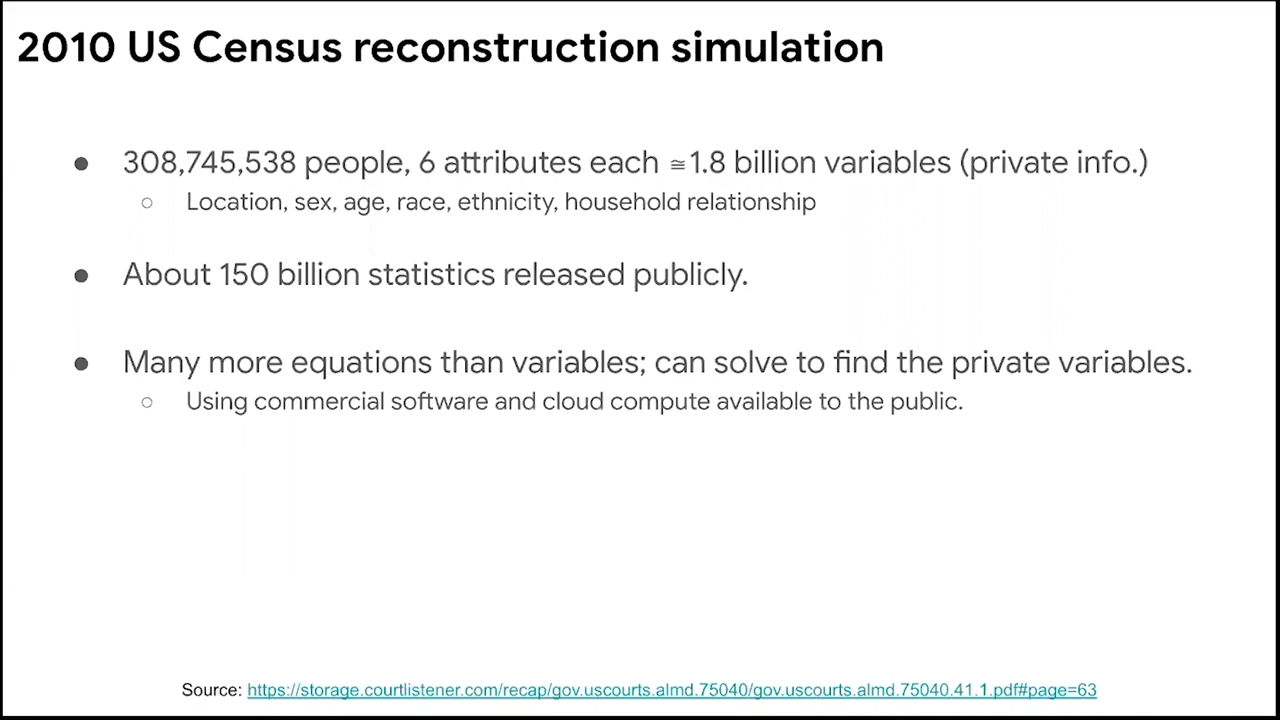 2010 US Census reconstruction simulation
● 308,745,538 people, 6 attributes each ≅1.8 billion variables (private info.)
○ Location, sex, age, race, ethnicity, household relationship
● About 150 billion statistics released publicly.
● Many more equations than variables; can solve to find the private variables.
○ Using commercial software and cloud compute available to the public.
Source: https://storage.courtlistener.com/recap/gov.uscourts.almd.75040/gov.uscourts.almd.75040.41.1.pdf#page=63